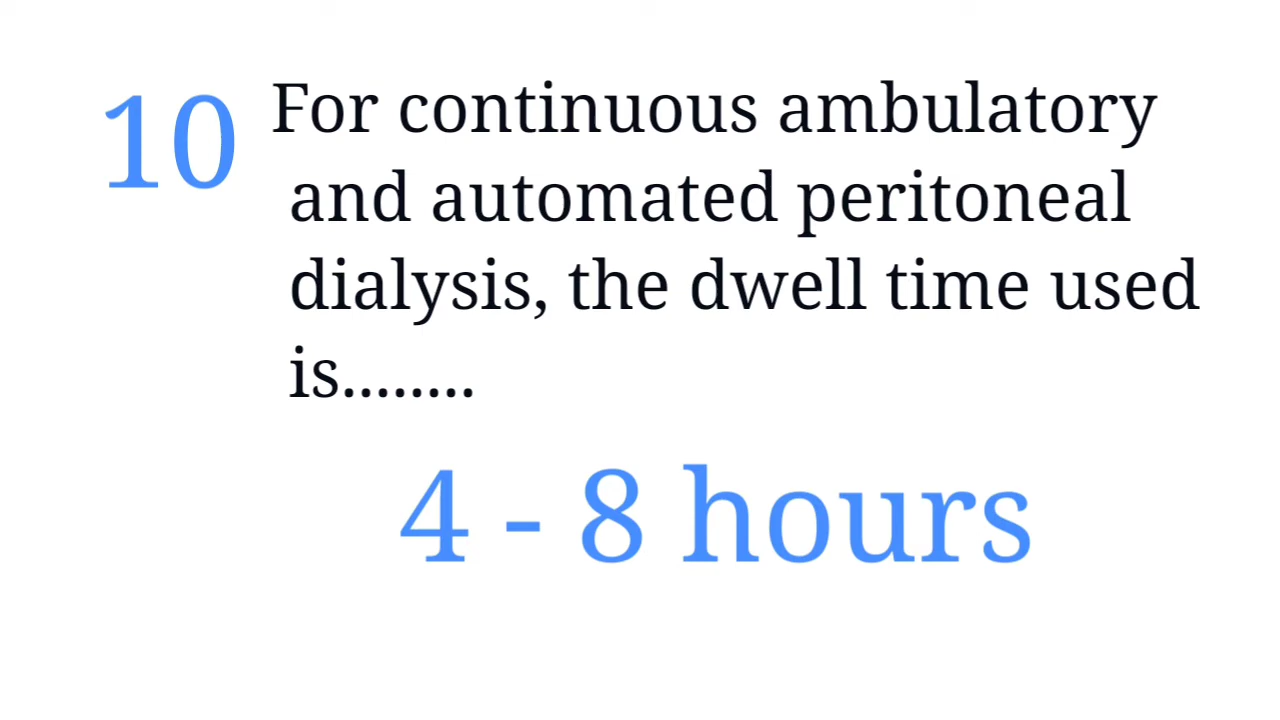 10 For continuous ambulatory
and automated peritoneal
dialysis, the dwell time used
is........
4 - 8 hours